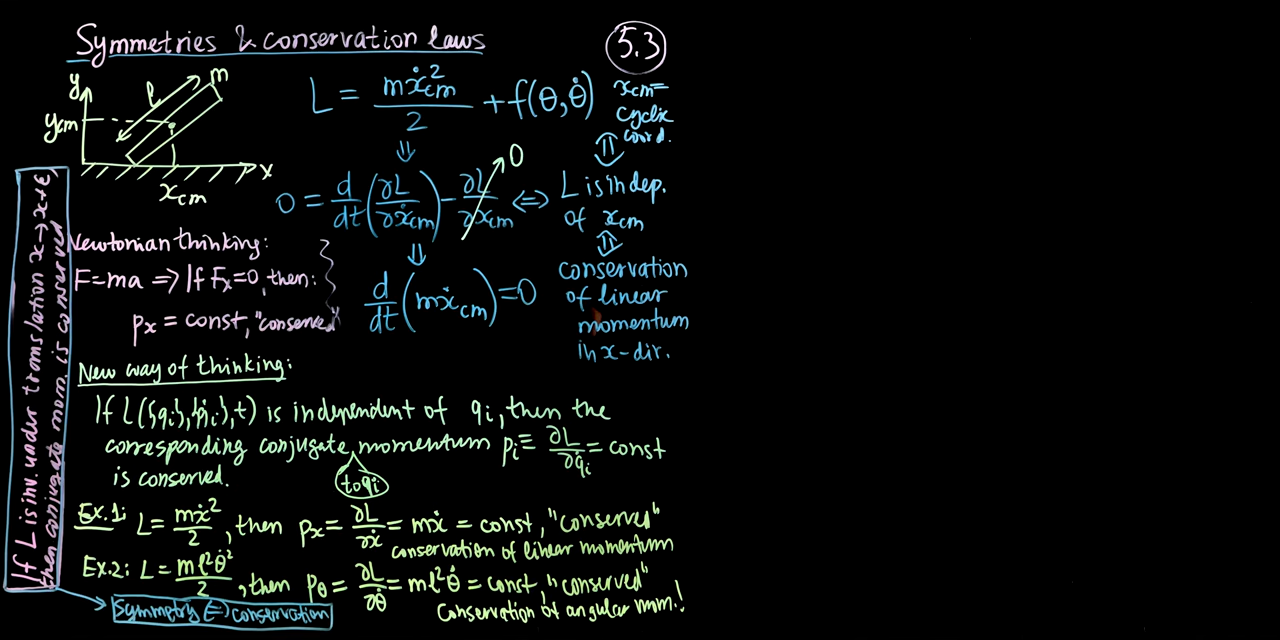 Symmetries & conservation laws
5.3
y
l
m
ycm
x
xcm
L = mẋ²cm/2 + f(θ, θ̇)
xcm=
cyclic
coord.
⇕
⇓
0 = d/dt (∂L/∂ẋcm) − ∂L/∂xcm → 0 ⇔ L is indep.
of xcm
⇕
⇓
d/dt (mẋcm) = 0
conservation
of linear
momentum
in x-dir.
Newtonian thinking:
F=ma => If Fx=0, then:
px = const, "conserved"
New way of thinking:
If L({qi},{q̇i},t) is independent of qi, then the
corresponding conjugate momentum pi ≡ ∂L/∂q̇i = const
is conserved.
to qi
Ex.1: L = mẋ²/2, then px = ∂L/∂ẋ = mẋ = const, "conserved"
conservation of linear momentum
Ex.2: L = ml²θ̇²/2, then pθ = ∂L/∂θ̇ = ml²θ̇ = const, "conserved"
Conservation of angular mom.!
Symmetry ⇔ conservation
If L is inv. under translation x→x+ε,
then conjugate mom. is conserved